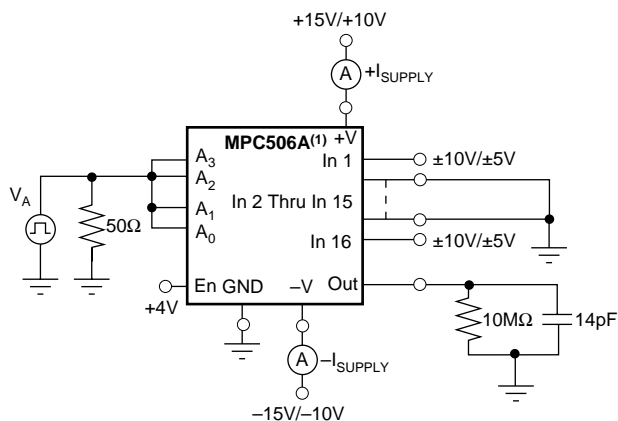 +15V/+10V
A
+I_SUPPLY
MPC506A(1)
+V
A3
A2
A1
A0
In 1
In 2 Thru In 15
In 16
±10V/±5V
±10V/±5V
VA
50Ω
En
GND
–V
Out
+4V
10MΩ
14pF
A
–I_SUPPLY
–15V/–10V